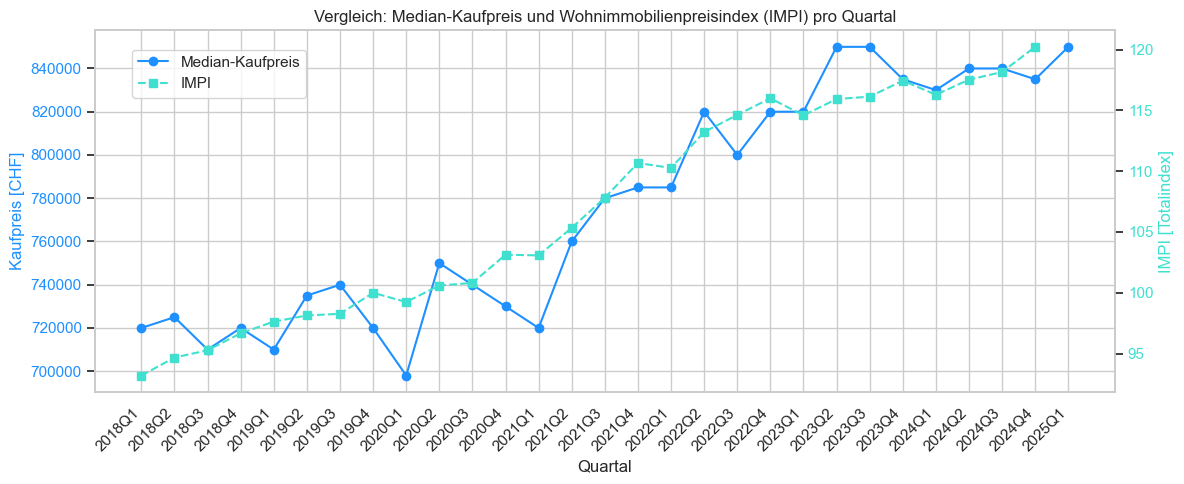 Vergleich: Median-Kaufpreis und Wohnimmobilienpreisindex (IMPI) pro Quartal
Median-Kaufpreis
IMPI
Kaufpreis [CHF]
840000
820000
800000
780000
760000
740000
720000
700000
120
115
110
105
100
95
IMPI [Totalindex]
2018Q1
2018Q2
2018Q3
2018Q4
2019Q1
2019Q2
2019Q3
2019Q4
2020Q1
2020Q2
2020Q3
2020Q4
2021Q1
2021Q2
2021Q3
2021Q4
2022Q1
2022Q2
2022Q3
2022Q4
2023Q1
2023Q2
2023Q3
2023Q4
2024Q1
2024Q2
2024Q3
2024Q4
2025Q1
Quartal